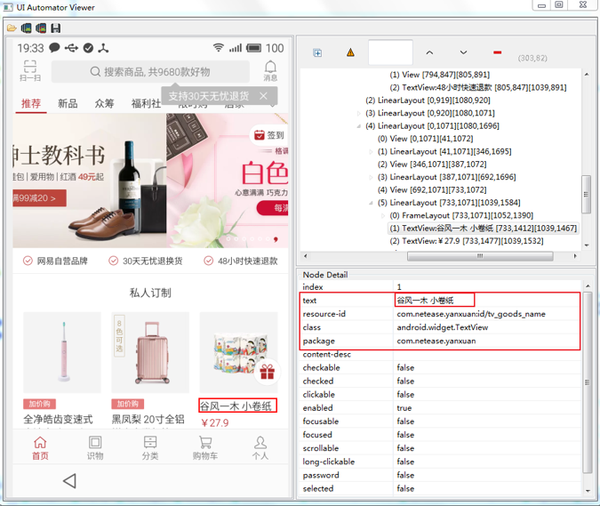 UI Automator Viewer
19:33
100
扫一扫
搜索商品, 共9680款好物
消息
支持30天无忧退货
推荐 新品 众筹 福利社
绅士教科书
鞋包 | 爱用物 | 红酒 49元起
满99减20 >
签到
白色
心意满满 巧克力
网易自营品牌 30天无忧退换货 48小时快速退款
私人订制
8色可选
加价购 加价购
全净皓齿变速式 黑凤梨 20寸全铝 谷风一木 小卷纸
¥27.9
首页 识物 分类 购物车 个人
(303,82)
(1) View [794,847][805,891]
(2) TextView:48小时快速退款 [805,847][1039,891]
(2) LinearLayout [0,919][1080,920]
(3) LinearLayout [0,920][1080,1071]
(4) LinearLayout [0,1071][1080,1696]
(0) View [0,1071][41,1072]
(1) LinearLayout [41,1071][346,1695]
(2) View [346,1071][387,1072]
(3) LinearLayout [387,1071][692,1696]
(4) View [692,1071][733,1072]
(5) LinearLayout [733,1071][1039,1584]
(0) FrameLayout [733,1071][1052,1390]
(1) TextView:谷风一木 小卷纸 [733,1412][1039,1467]
(2) TextView:¥27.9 [733,1477][1039,1532]
Node Detail
index 1
text 谷风一木 小卷纸
resource-id com.netease.yanxuan:id/tv_goods_name
class android.widget.TextView
package com.netease.yanxuan
content-desc
checkable false
checked false
clickable false
enabled true
focusable false
focused false
scrollable false
long-clickable false
password false
selected false